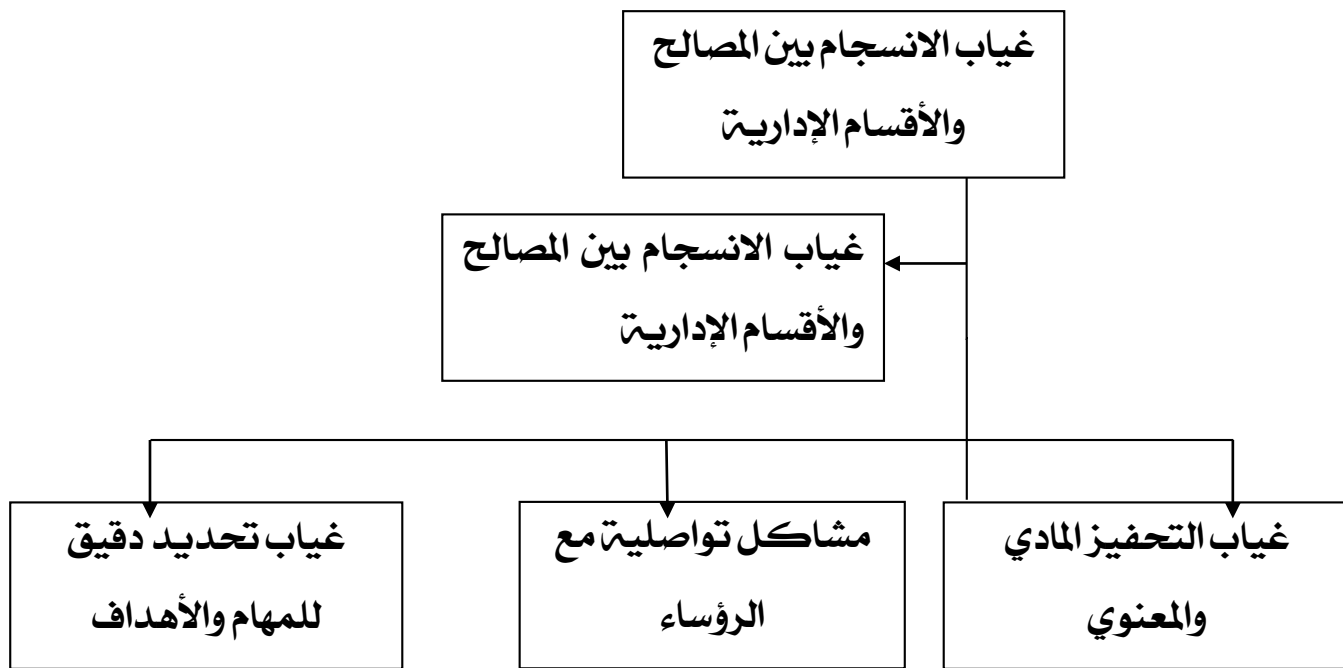 غياب الانسجام بين المصالح
والأقسام الإدارية
غياب الانسجام بين المصالح
والأقسام الإدارية
غياب التحفيز المادي
والمعنوي
مشاكل تواصلية مع
الرؤساء
غياب تحديد دقيق
للمهام والأهداف